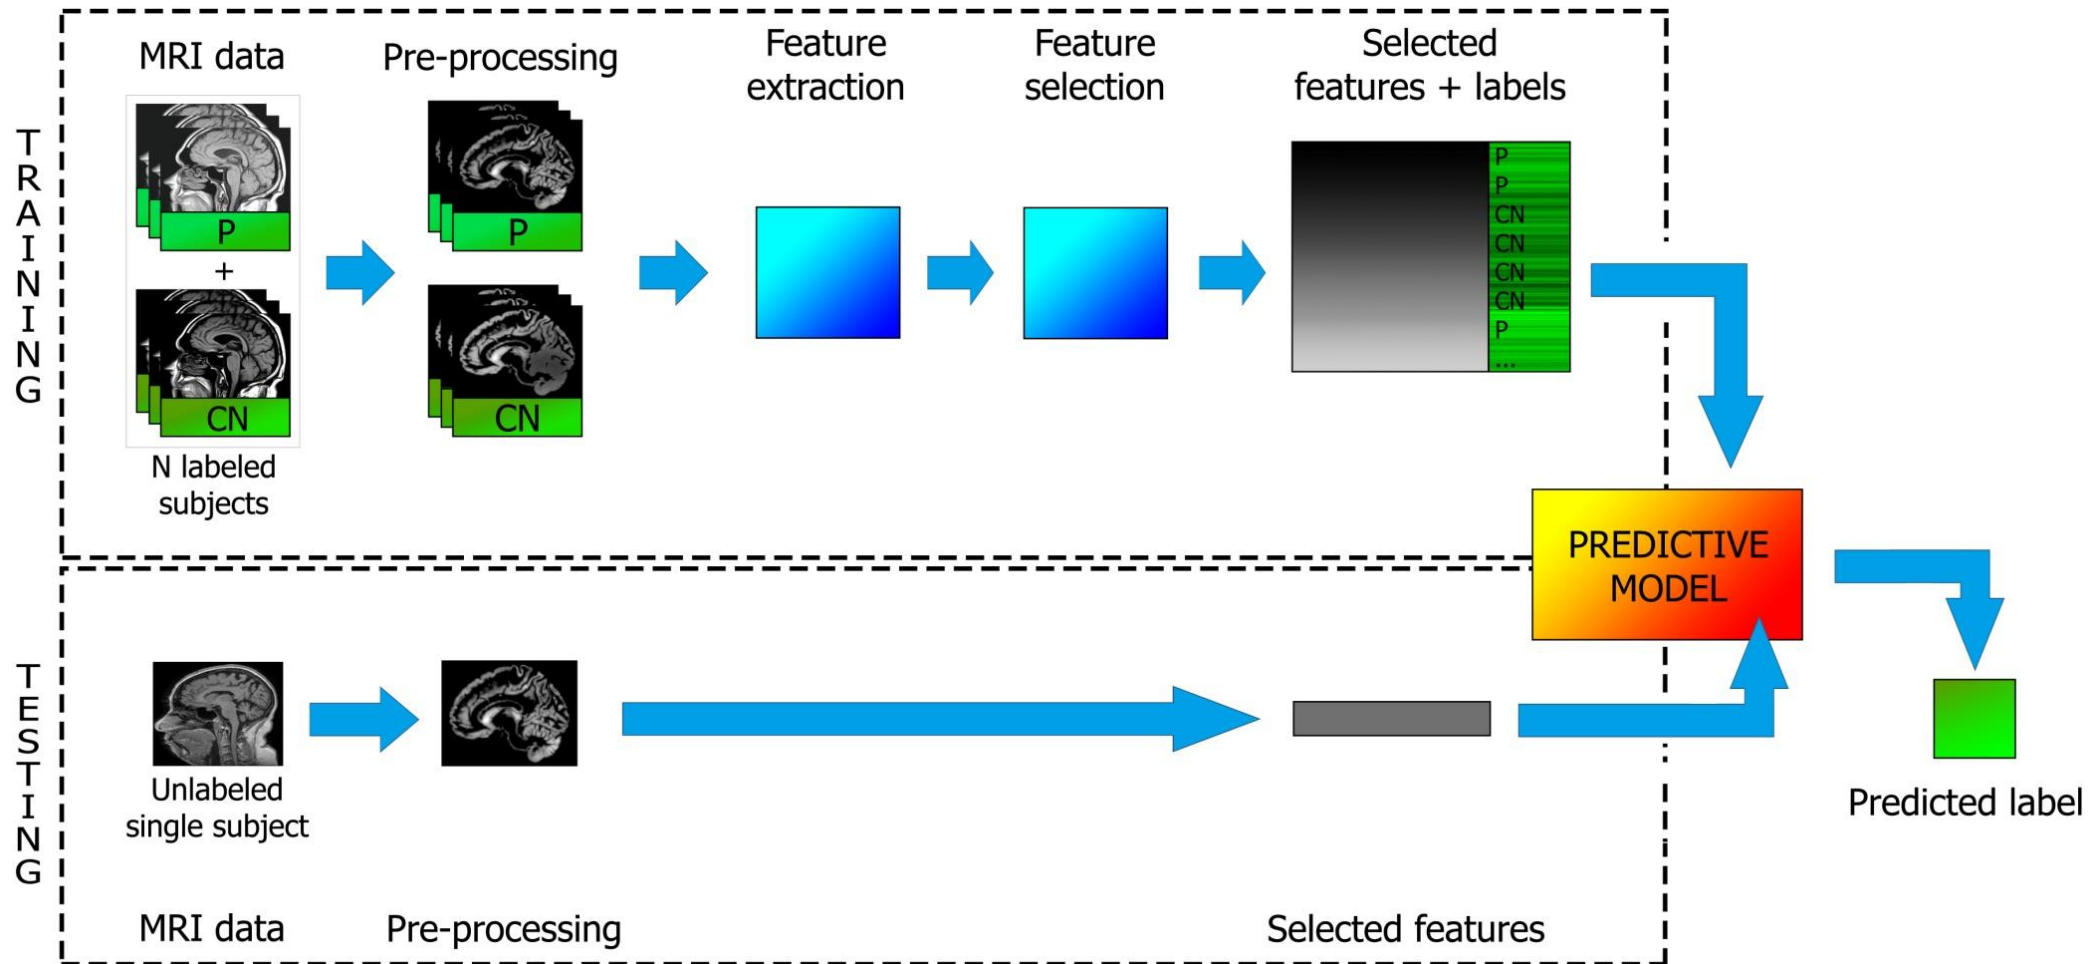 TRAINING
MRI data
Pre-processing
Feature
extraction
Feature
selection
Selected
features + labels
P
+
CN
N labeled
subjects
P
CN
P
P
CN
CN
CN
CN
P
...
PREDICTIVE
MODEL
TESTING
Unlabeled
single subject
MRI data
Pre-processing
Selected features
Predicted label